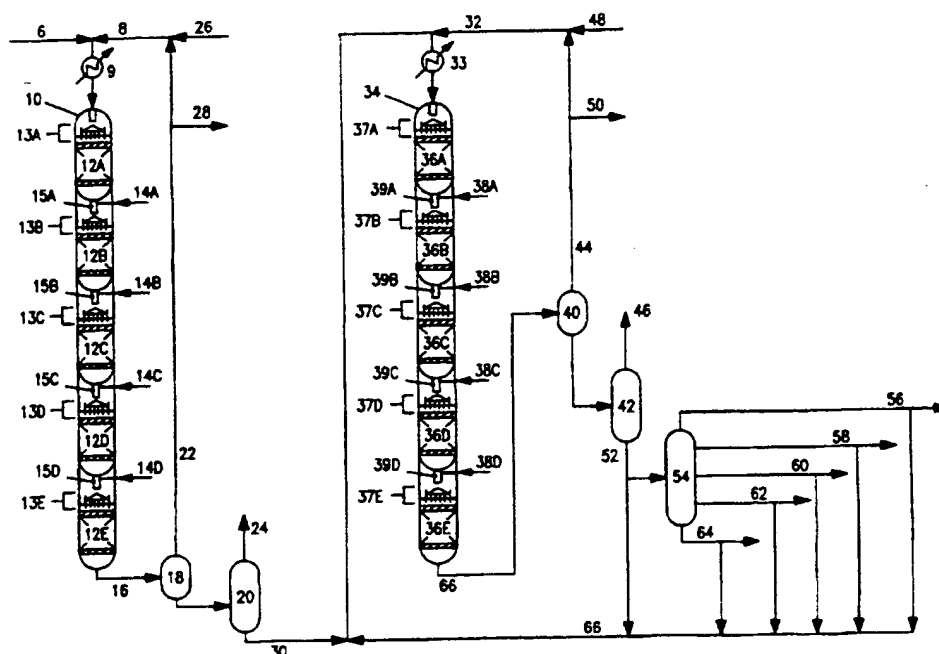 6 8 26 32 48
9 33
10 34
28 50
13A 12A 37A 36A
15A 14A 39A 38A
13B 12B 37B 36B
44
15B 14B 39B 38B
13C 12C 37C 36C 40 46
15C 14C 39C 38C
13D 12D 37D 36D 42 56
22 52 58
15D 14D 39D 38D 54 60
13E 12E 37E 36E 62
24 64
16 18 66
20
30 66